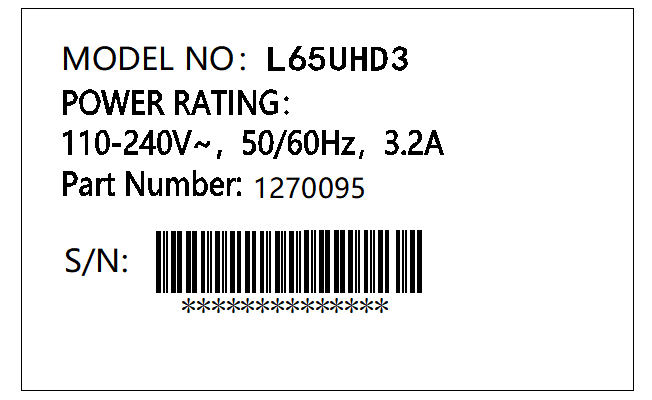 MODEL NO：L65UHD3
POWER RATING：
110-240V~，50/60Hz，3.2A
Part Number: 1270095
S/N:
**************